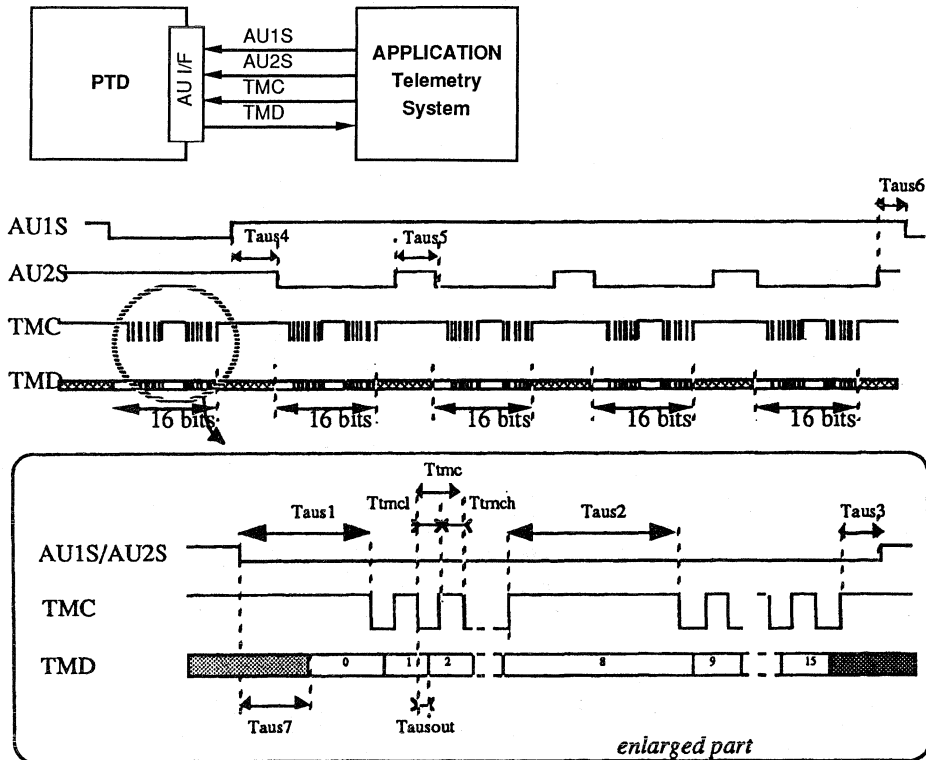 PTD
AU I/F
AU1S
AU2S
TMC
TMD
APPLICATION
Telemetry
System
Taus6
AU1S
Taus4
Taus5
AU2S
TMC
TMD
16 bits
16 bits
16 bits
16 bits
16 bits
Ttmc
Ttmcl
Ttmch
Taus1
Taus2
Taus3
AU1S/AU2S
TMC
TMD
0
1
2
8
9
15
Taus7
Tausout
enlarged part